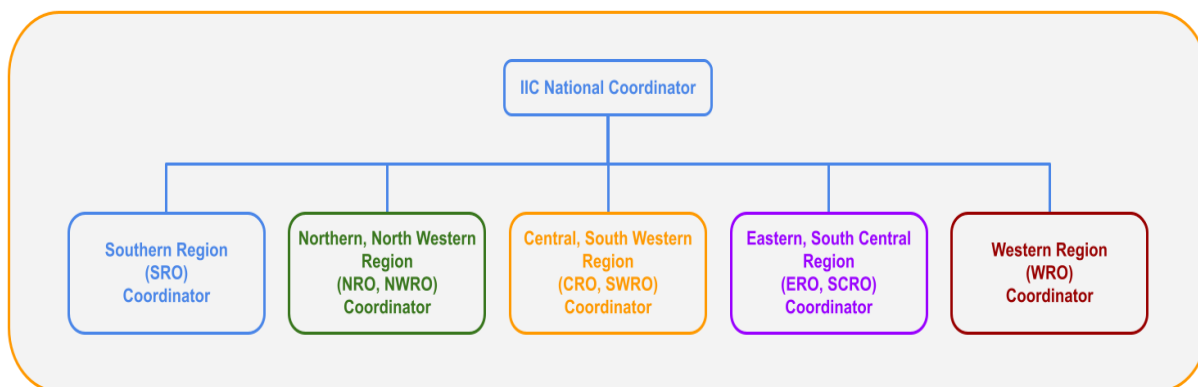 IIC National Coordinator
Southern Region
(SRO)
Coordinator
Northern, North Western
Region
(NRO, NWRO)
Coordinator
Central, South Western
Region
(CRO, SWRO)
Coordinator
Eastern, South Central
Region
(ERO, SCRO)
Coordinator
Western Region
(WRO)
Coordinator